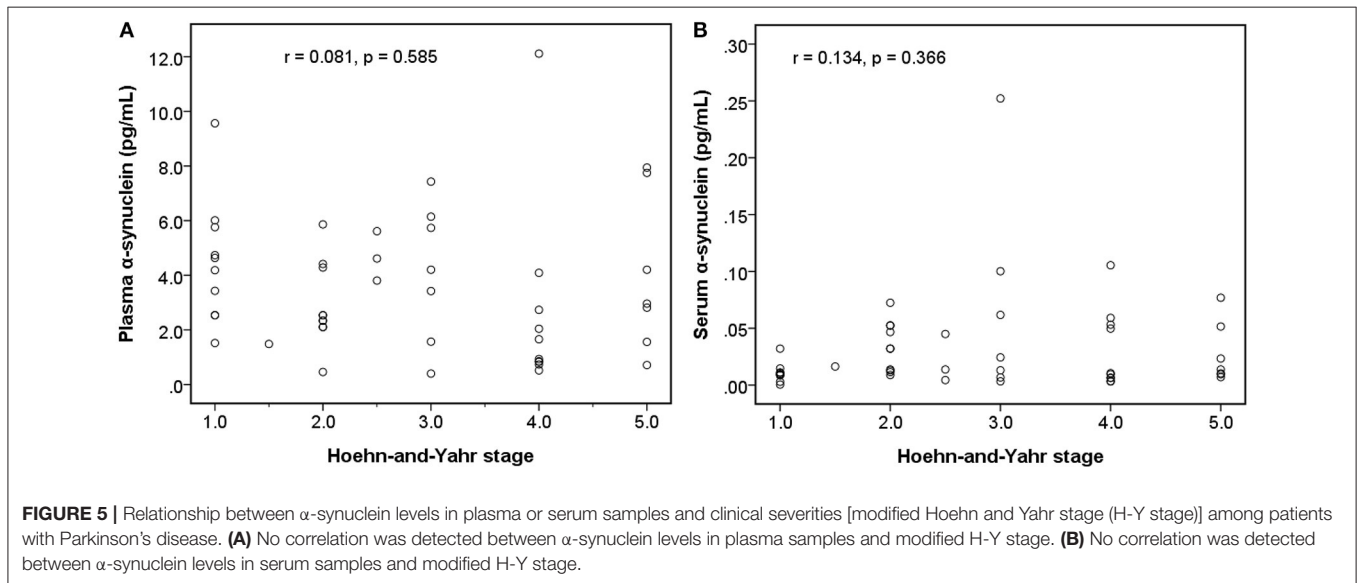 A
r = 0.081, p = 0.585
Plasma α-synuclein (pg/mL)
12.0
10.0
8.0
6.0
4.0
2.0
.0
1.0 2.0 3.0 4.0 5.0
Hoehn-and-Yahr stage
B
r = 0.134, p = 0.366
Serum α-synuclein (pg/mL)
.30
.25
.20
.15
.10
.05
.00
1.0 2.0 3.0 4.0 5.0
Hoehn-and-Yahr stage
FIGURE 5 | Relationship between α-synuclein levels in plasma or serum samples and clinical severities [modified Hoehn and Yahr stage (H-Y stage)] among patients
with Parkinson's disease. (A) No correlation was detected between α-synuclein levels in plasma samples and modified H-Y stage. (B) No correlation was detected
between α-synuclein levels in serum samples and modified H-Y stage.